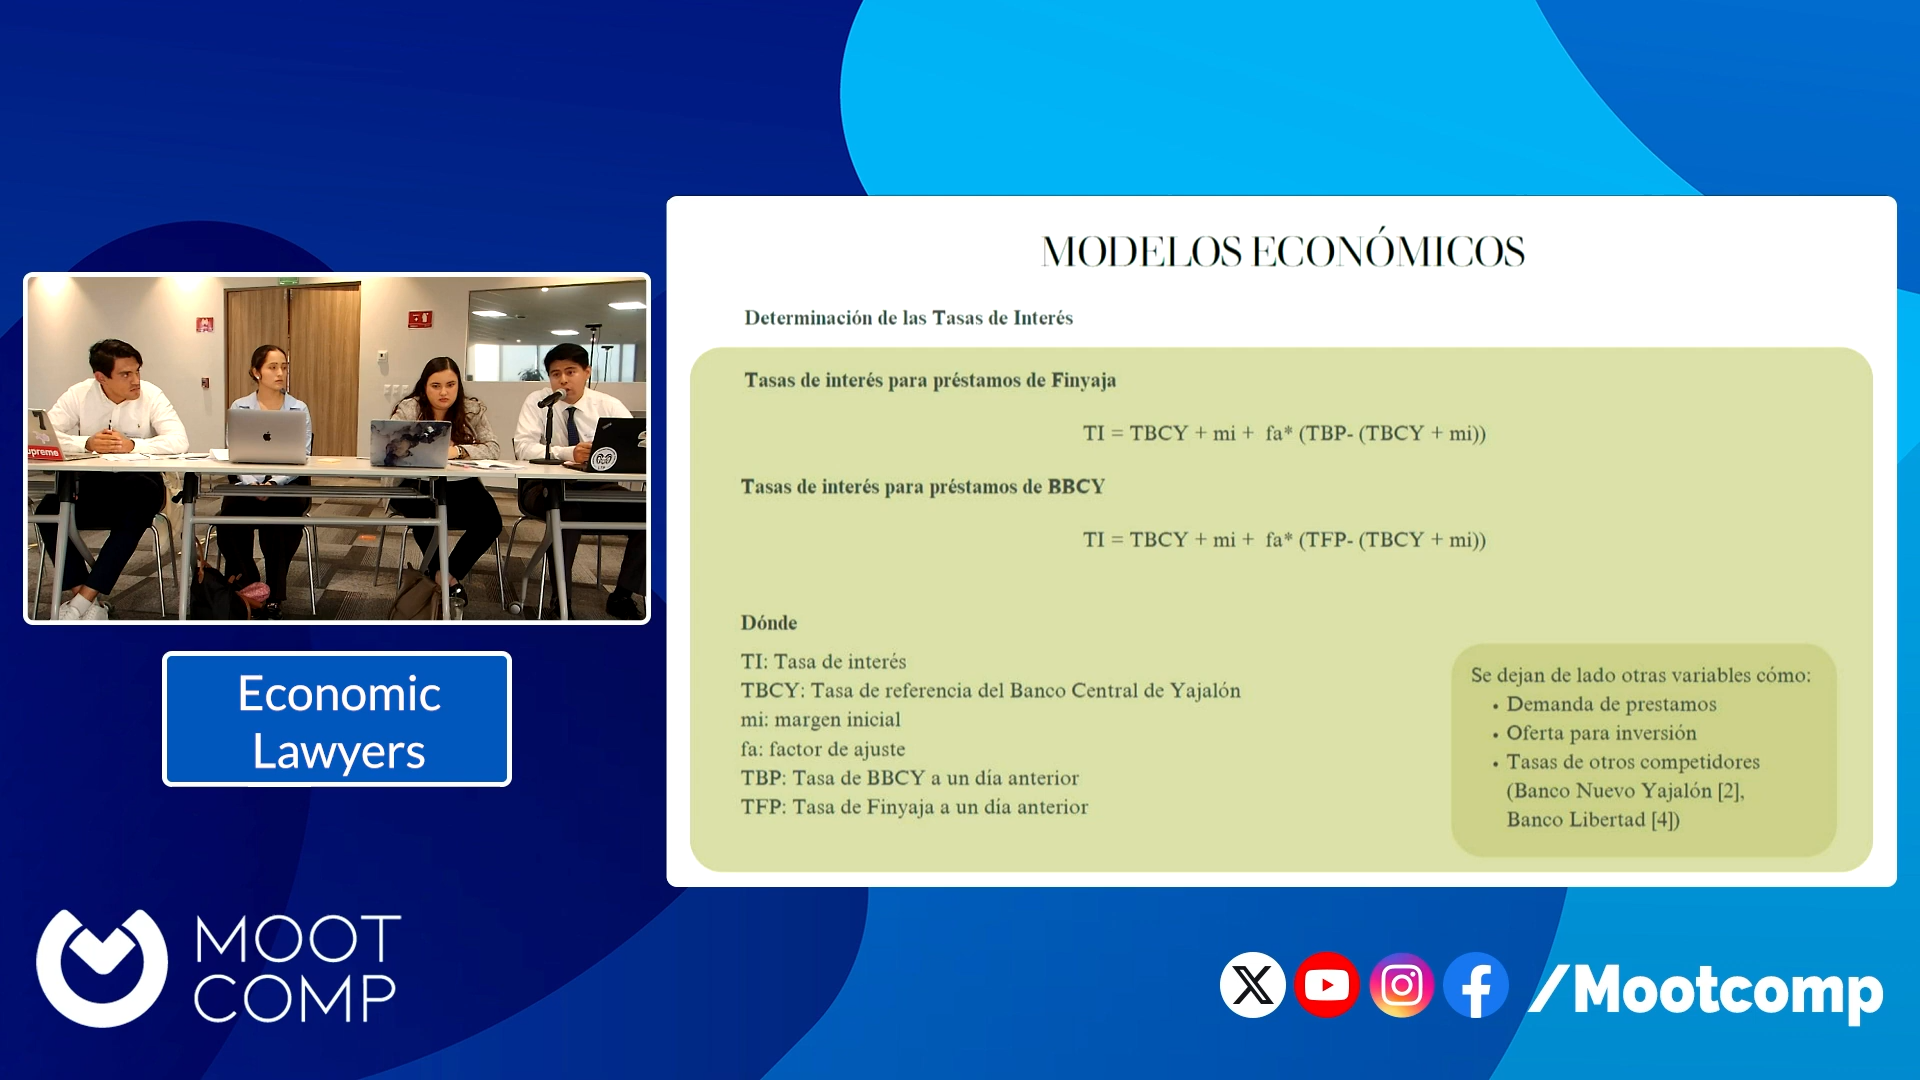 MODELOS ECONÓMICOS
Determinación de las Tasas de Interés
Tasas de interés para préstamos de Finyaja
TI = TBCY + mi + fa* (TBP- (TBCY + mi))
Tasas de interés para préstamos de BBCY
TI = TBCY + mi + fa* (TFP- (TBCY + mi))
Dónde
TI: Tasa de interés
TBCY: Tasa de referencia del Banco Central de Yajalón
mi: margen inicial
fa: factor de ajuste
TBP: Tasa de BBCY a un día anterior
TFP: Tasa de Finyaja a un día anterior
Se dejan de lado otras variables cómo:
• Demanda de prestamos
• Oferta para inversión
• Tasas de otros competidores
(Banco Nuevo Yajalón [2],
Banco Libertad [4])
upreme
Economic
Lawyers
MOOT
COMP
/Mootcomp